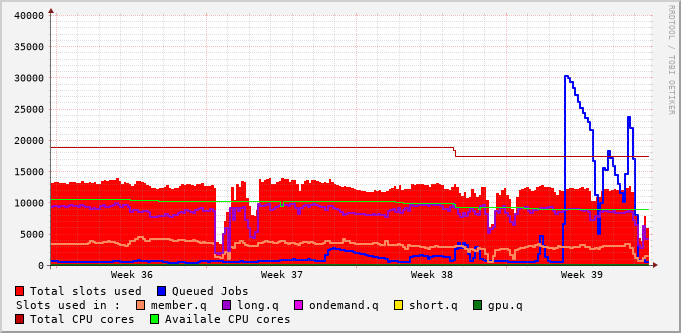 40000
35000
30000
25000
20000
15000
10000
5000
0
Week 36 Week 37 Week 38 Week 39
Total slots used Queued Jobs
Slots used in : member.q long.q ondemand.q short.q gpu.q
Total CPU cores Availale CPU cores
RRDTOOL / TOBI OETIKER